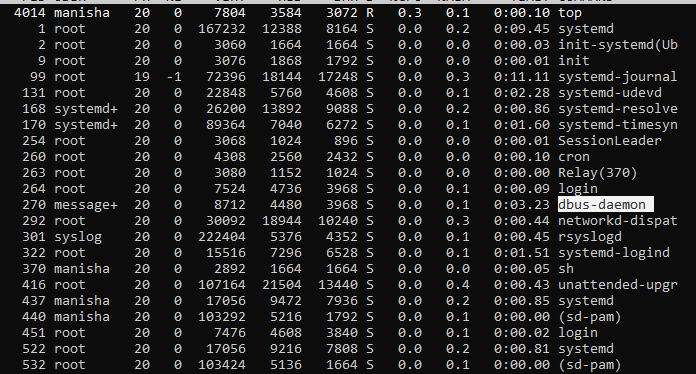 4014 manisha 20 0 7804 3584 3072 R 0.3 0.1 0:00.10 top
1 root 20 0 167232 12388 8164 S 0.0 0.2 0:09.45 systemd
2 root 20 0 3060 1664 1664 S 0.0 0.0 0:00.03 init-systemd(Ub
9 root 20 0 3076 1868 1792 S 0.0 0.0 0:00.01 init
99 root 19 -1 72396 18144 17248 S 0.0 0.3 0:11.11 systemd-journal
131 root 20 0 22848 5760 4608 S 0.0 0.1 0:02.28 systemd-udevd
168 systemd+ 20 0 26200 13892 9088 S 0.0 0.2 0:00.86 systemd-resolve
170 systemd+ 20 0 89364 7040 6272 S 0.0 0.1 0:01.60 systemd-timesyn
254 root 20 0 3068 1024 896 S 0.0 0.0 0:00.01 SessionLeader
260 root 20 0 4308 2560 2432 S 0.0 0.0 0:00.10 cron
263 root 20 0 3080 1152 1024 S 0.0 0.0 0:00.00 Relay(370)
264 root 20 0 7524 4736 3968 S 0.0 0.1 0:00.09 login
270 message+ 20 0 8712 4480 3968 S 0.0 0.1 0:03.23 dbus-daemon
292 root 20 0 30092 18944 10240 S 0.0 0.3 0:00.44 networkd-dispat
301 syslog 20 0 222404 5376 4352 S 0.0 0.1 0:00.45 rsyslogd
322 root 20 0 15516 7296 6528 S 0.0 0.1 0:01.51 systemd-logind
370 manisha 20 0 2892 1664 1664 S 0.0 0.0 0:00.05 sh
416 root 20 0 107164 21504 13440 S 0.0 0.4 0:00.43 unattended-upgr
437 manisha 20 0 17056 9472 7936 S 0.0 0.2 0:00.85 systemd
440 manisha 20 0 103292 5216 1792 S 0.0 0.1 0:00.00 (sd-pam)
451 root 20 0 7476 4608 3840 S 0.0 0.1 0:00.02 login
522 root 20 0 17056 9216 7808 S 0.0 0.2 0:00.81 systemd
532 root 20 0 103424 5136 1664 S 0.0 0.1 0:00.00 (sd-pam)